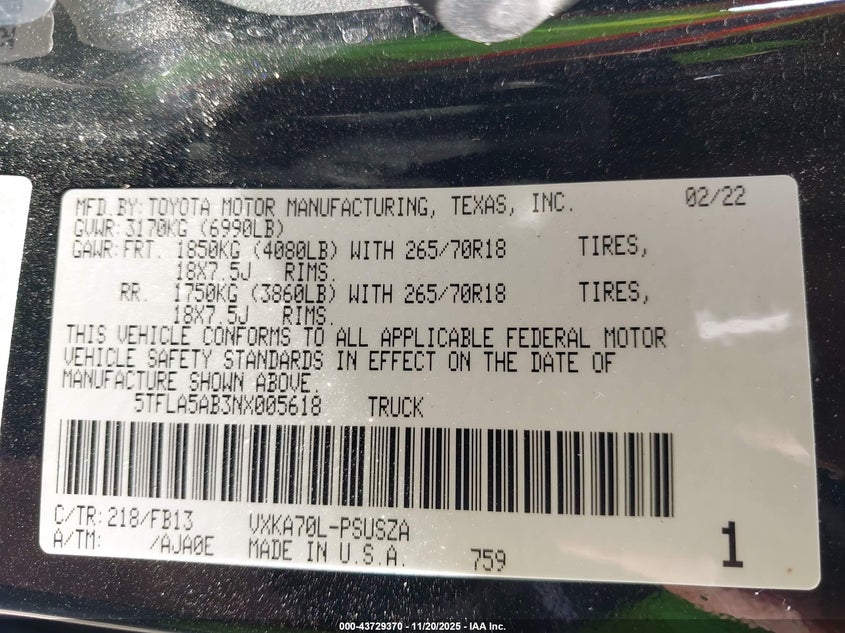 MFD.BY:TOYOTA MOTOR MANUFACTURING, TEXAS, INC. 02/22
GVWR:3170KG (6990LB)
GAWR:FRT. 1850KG (4080LB) WITH 265/70R18 TIRES,
18X7.5J RIMS.
RR. 1750KG (3860LB) WITH 265/70R18 TIRES,
18X7.5J RIMS.
THIS VEHICLE CONFORMS TO ALL APPLICABLE FEDERAL MOTOR
VEHICLE SAFETY STANDARDS IN EFFECT ON THE DATE OF
MANUFACTURE SHOWN ABOVE.
5TFLA5AB3NX005618 TRUCK
C/TR:218/FB13 VXKA70L-PSUSZA
A/TM: /AJA0E MADE IN U.S.A. 759 1
000-43729370 - 11/20/2025 - IAA Inc.